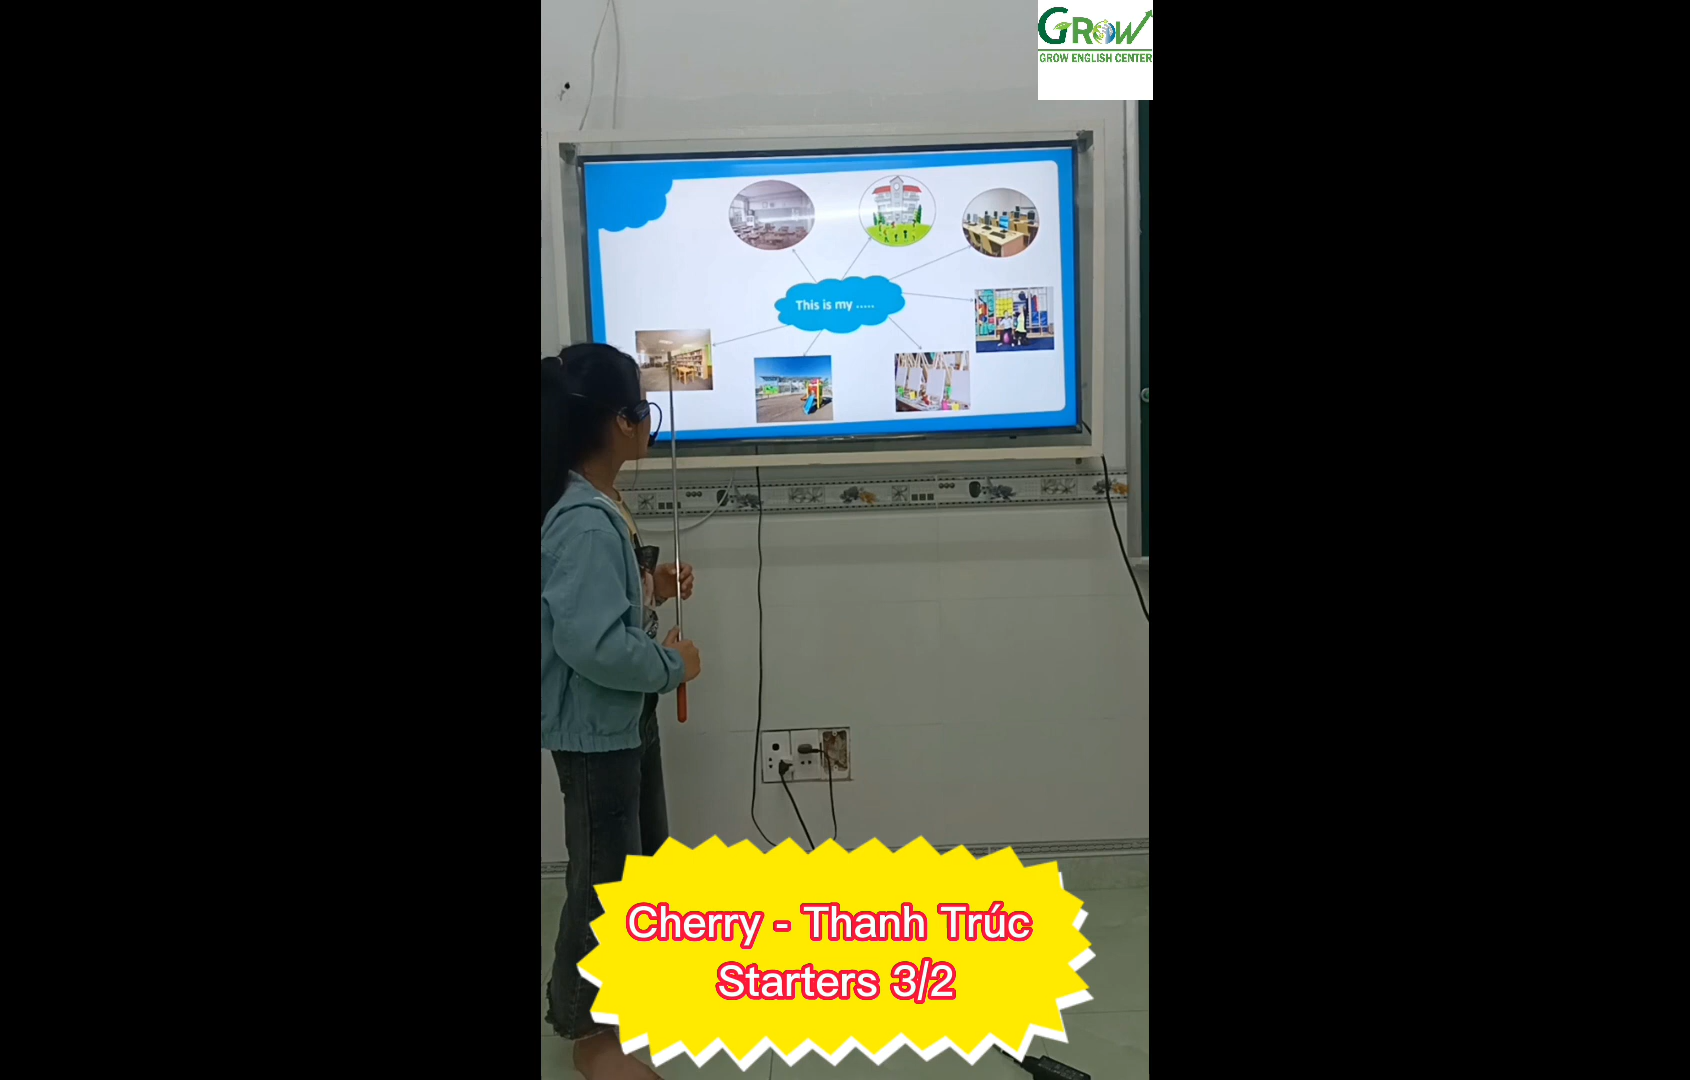 GROW
GROW ENGLISH CENTER
This is my .....
Cherry - Thanh Trúc
Starters 3/2